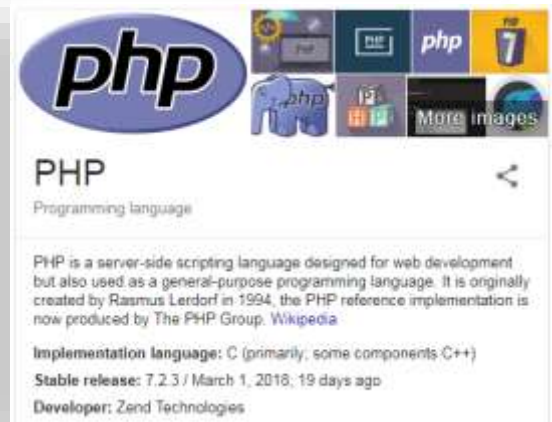 php
PHP
php
PHP
7
php
More images
PHP
Programming language
PHP is a server-side scripting language designed for web development
but also used as a general-purpose programming language. It is originally
created by Rasmus Lerdorf in 1994, the PHP reference implementation is
now produced by The PHP Group. Wikipedia
Implementation language: C (primarily; some components C++)
Stable release: 7.2.3 / March 1, 2018; 19 days ago
Developer: Zend Technologies